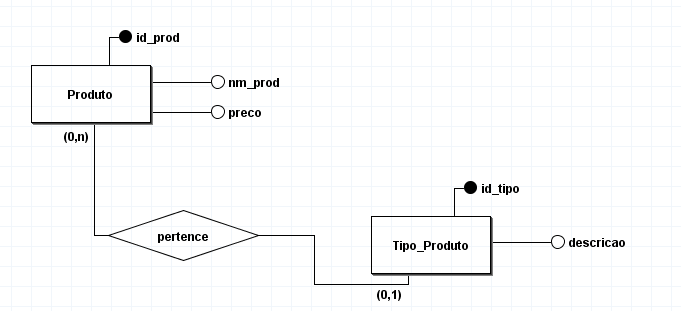 id_prod
nm_prod
Produto
preco
(0,n)
id_tipo
pertence
Tipo_Produto
descricao
(0,1)